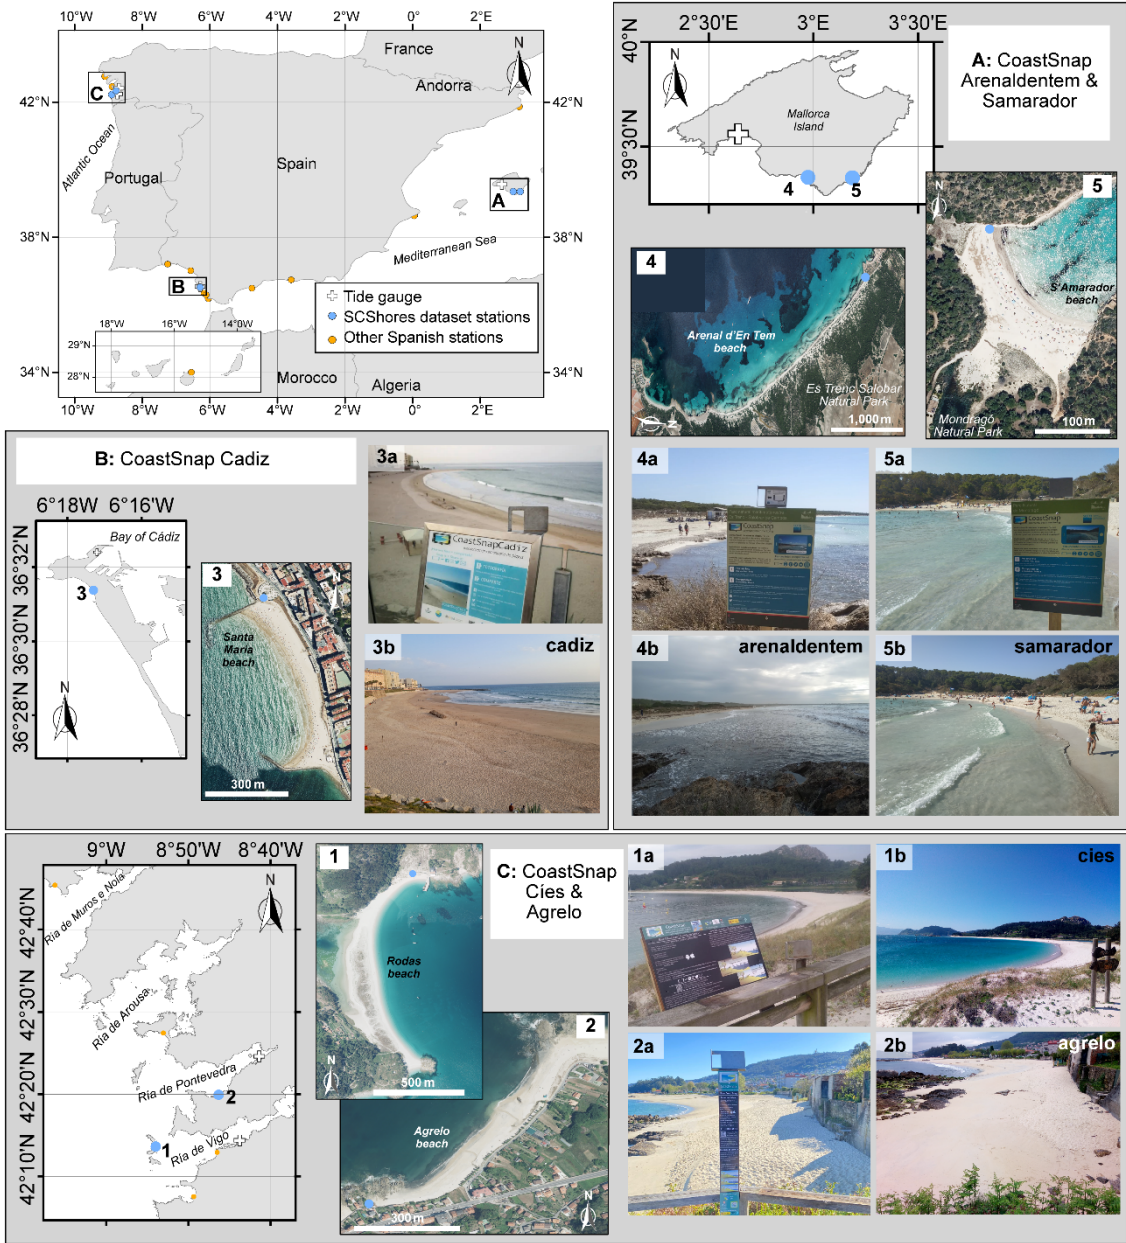 10°W 8°W 6°W 4°W 2°W 0° 2°E
42°N
38°N
34°N
42°N
38°N
34°N
10°W 8°W 6°W 4°W 2°W 0° 2°E
N
France
Andorra
Spain
Portugal
Morocco
Algeria
Atlantic Ocean
Mediterranean Sea
A
B
C
Tide gauge
SCShores dataset stations
Other Spanish stations
18°W 16°W 14°W
29°N
28°N
2°30'E 3°E 3°30'E
40°N
39°30'N
N
Mallorca
Island
4
5
A: CoastSnap
Arenaldentem &
Samarador
4
Arenal d'En Tem
beach
Es Trenc Salobar
Natural Park
1,000 m
N
5
N
S'Amarador
beach
Mondragó
Natural Park
100 m
4a
CoastSnap
5a
CoastSnap
4b
arenaldentem
5b
samarador
B: CoastSnap Cadiz
6°18'W 6°16'W
36°32'N
36°30'N
36°28'N
Bay of Cádiz
3
N
3
Santa
María
beach
300 m
3a
CoastSnapCadiz
3b
cadiz
9°W 8°50'W 8°40'W
42°40'N
42°30'N
42°20'N
42°10'N
N
Ría de Muros e Noia
Ría de Arousa
Ría de Pontevedra
Ría de Vigo
1
2
1
Rodas
beach
N
500 m
2
Agrelo
beach
300 m
N
C: CoastSnap
Cíes &
Agrelo
1a
1b
cies
2a
2b
agrelo